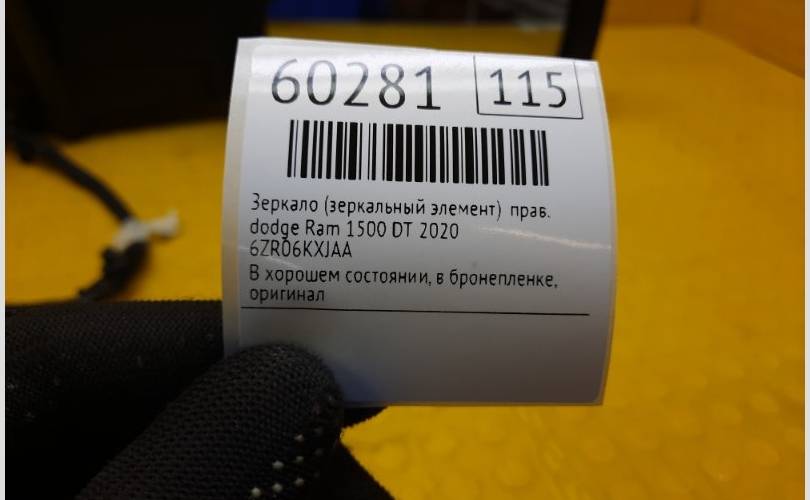 60281 115
Зеркало (зеркальный элемент) прав.
dodge Ram 1500 DT 2020
6ZR06KXJAA
В хорошем состоянии, в бронепленке,
оригинал